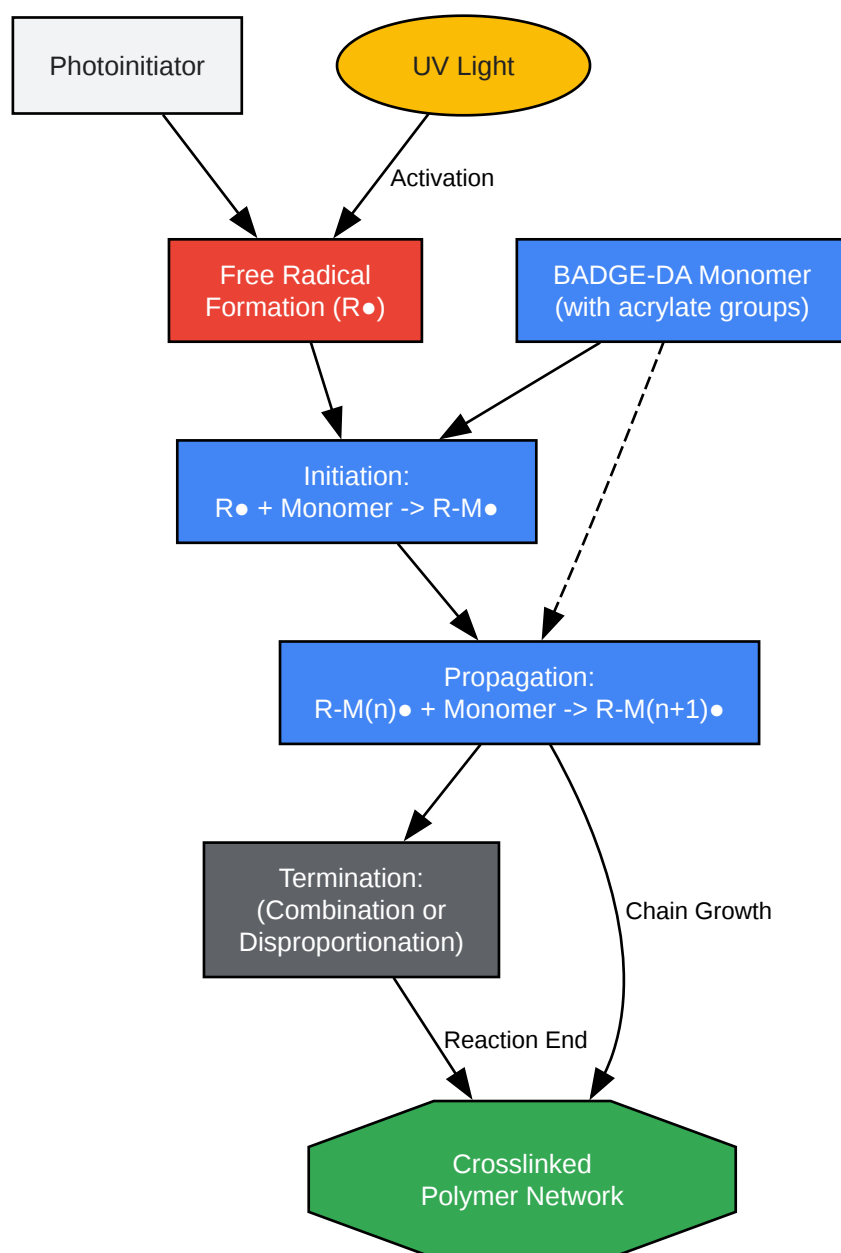 Photoinitiator
UV Light
Activation
Free Radical
Formation (R●)
BADGE-DA Monomer
(with acrylate groups)
Initiation:
R● + Monomer -> R-M●
Propagation:
R-M(n)● + Monomer -> R-M(n+1)●
Termination:
(Combination or
Disproportionation)
Chain Growth
Reaction End
Crosslinked
Polymer Network